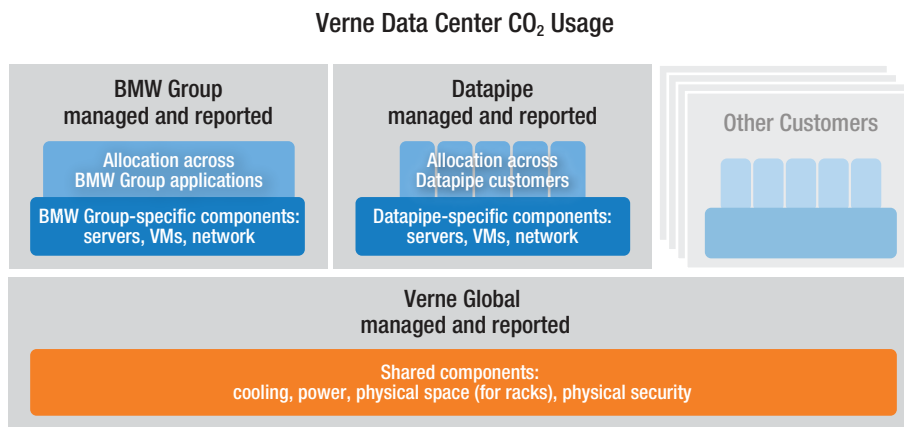 Verne Data Center CO₂ Usage
BMW Group
managed and reported
Allocation across
BMW Group applications
BMW Group-specific components:
servers, VMs, network
Datapipe
managed and reported
Allocation across
Datapipe customers
Datapipe-specific components:
servers, VMs, network
Other Customers
Verne Global
managed and reported
Shared components:
cooling, power, physical space (for racks), physical security